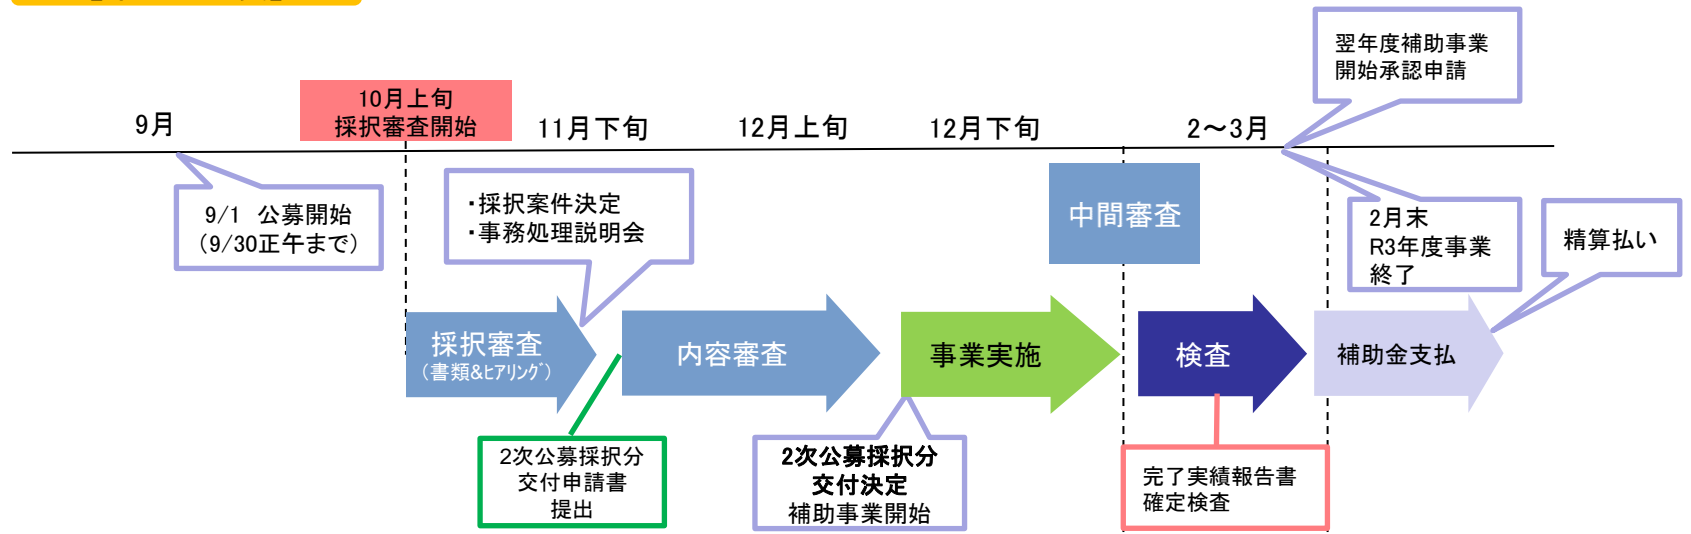 9月
10月上旬
採択審査開始
11月下旬
12月上旬
12月下旬
2～3月
翌年度補助事業
開始承認申請
9/1　公募開始
(9/30正午まで)
・採択案件決定
・事務処理説明会
中間審査
2月末
R3年度事業
終了
精算払い
採択審査
(書類&ﾋｱﾘﾝｸﾞ)
内容審査
事業実施
検査
補助金支払
2次公募採択分
交付申請書
提出
2次公募採択分
交付決定
補助事業開始
完了実績報告書
確定検査